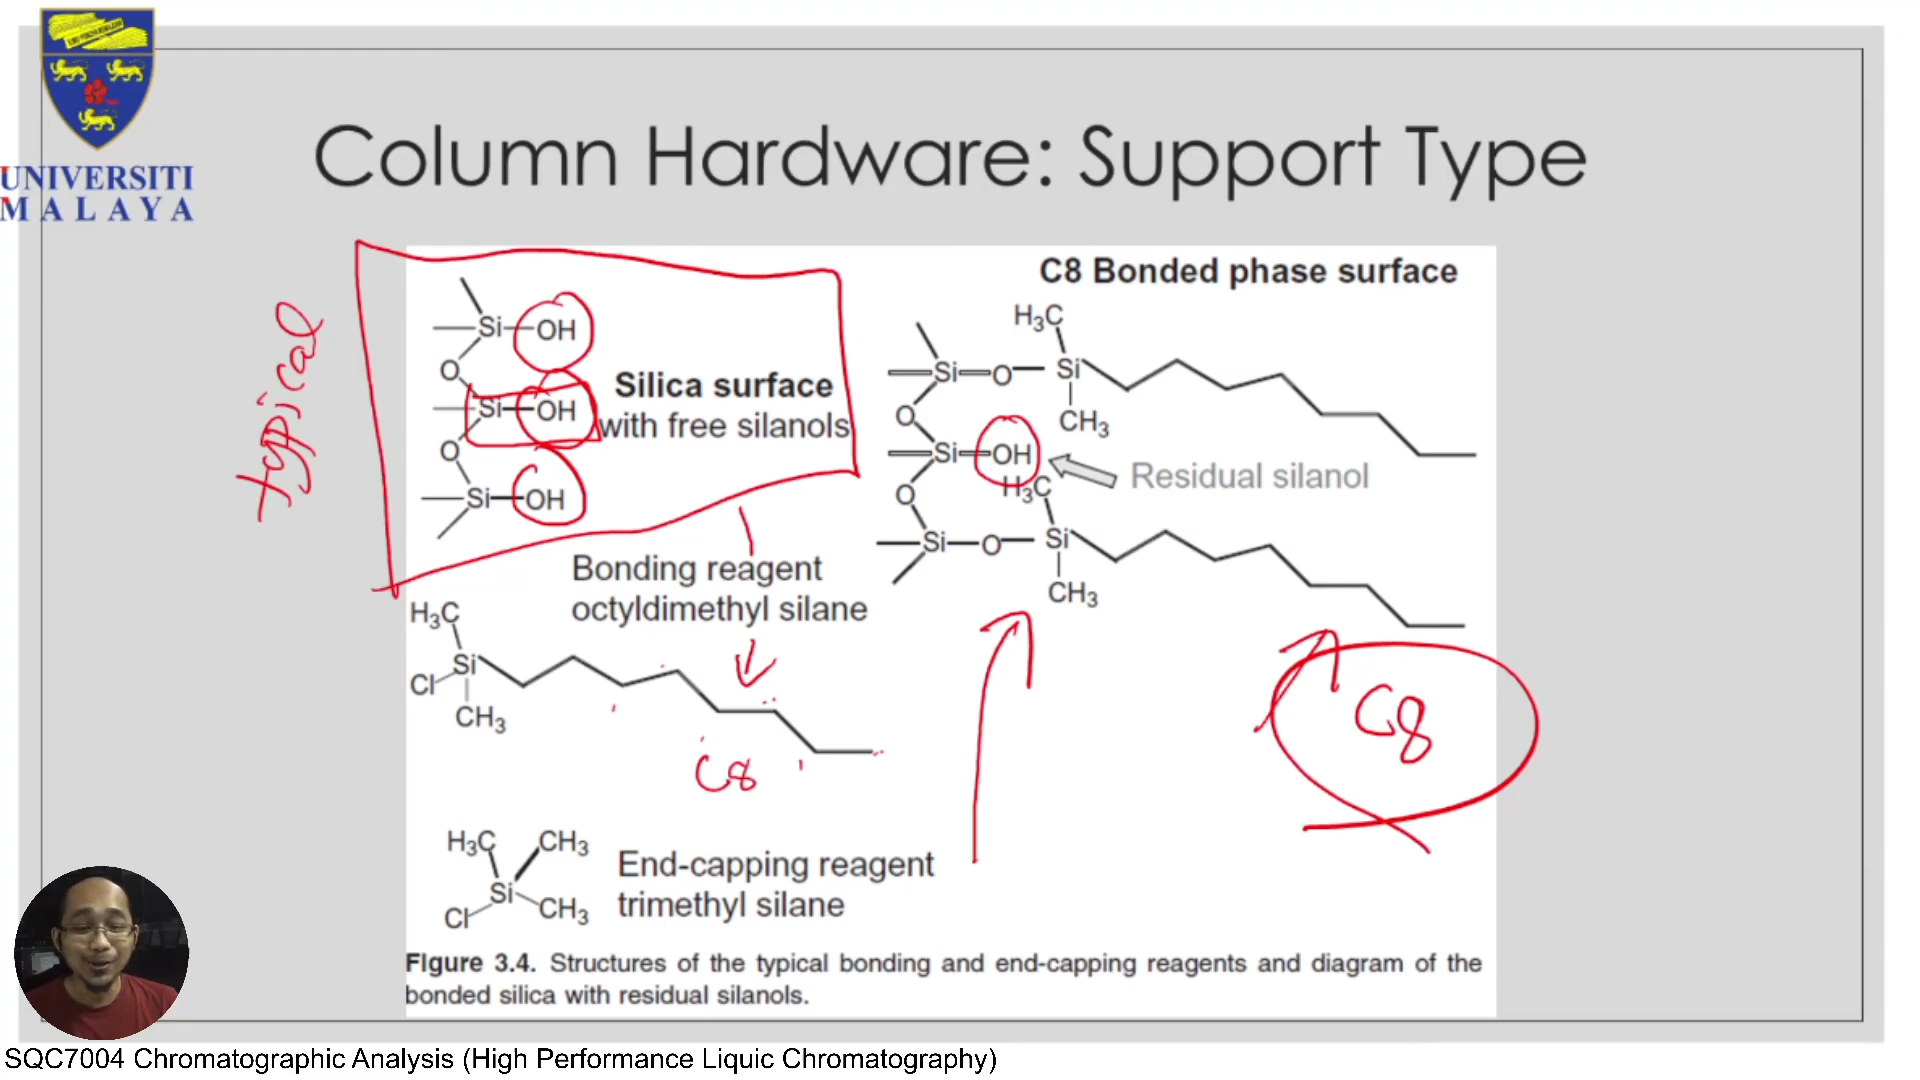 UNIVERSITI
MALAYA
Column Hardware: Support Type
typical
Si—OH
O
Si—OH
O
Si—OH
Silica surface
with free silanols
C8 Bonded phase surface
H₃C
Si—O—Si
CH₃
O
Si—OH
Residual silanol
O
H₃C
Si—O—Si
CH₃
Bonding reagent
octyldimethyl silane
H₃C
Si
Cl
CH₃
C8
C8
H₃C CH₃
Si
Cl CH₃
End-capping reagent
trimethyl silane
Figure 3.4. Structures of the typical bonding and end-capping reagents and diagram of the
bonded silica with residual silanols.
SQC7004 Chromatographic Analysis (High Performance Liquic Chromatography)